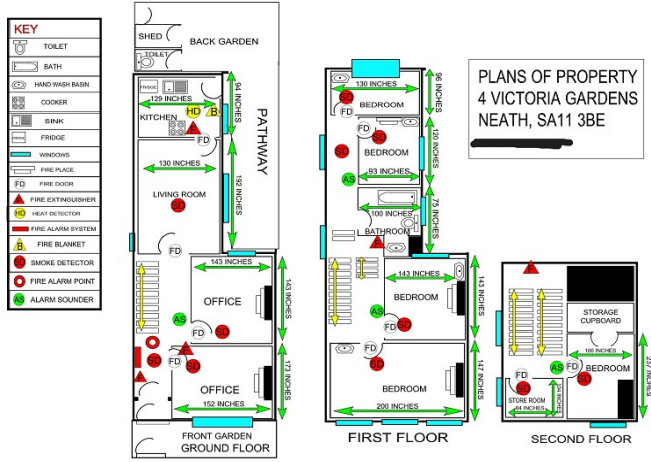 KEY
TOILET
BATH
HAND WASH BASIN
COOKER
SINK
FRIDGE
WINDOWS
FIRE PLACE
FD FIRE DOOR
F FIRE EXTINGUISHER
HD HEAT DETECTOR
FIRE ALARM SYSTEM
B FIRE BLANKET
SD SMOKE DETECTOR
FIRE ALARM POINT
AS ALARM SOUNDER
SHED
BACK GARDEN
TOILET
FRIDGE
129 INCHES
HD
B
KITCHEN
F
FD
94 INCHES
PATHWAY
130 INCHES
192 INCHES
LIVING ROOM
SD
FD
143 INCHES
OFFICE
143 INCHES
AS
FD
SD
F
SD
FD
SD
F
OFFICE
173 INCHES
152 INCHES
FRONT GARDEN
GROUND FLOOR
130 INCHES
96 INCHES
SD
BEDROOM
FD
FD
SD
SD
BEDROOM
120 INCHES
93 INCHES
AS
100 INCHES
75 INCHES
BATHROOM
FD
F
143 INCHES
BEDROOM
143 INCHES
AS
FD
SD
FD
SD
BEDROOM
147 INCHES
200 INCHES
FIRST FLOOR
PLANS OF PROPERTY
4 VICTORIA GARDENS
NEATH, SA11 3BE
F
STORAGE
CUPBOARD
FD
AS
FD
SD
SD
BEDROOM
237 INCHES
STORE ROOM
84 INCHES
SECOND FLOOR